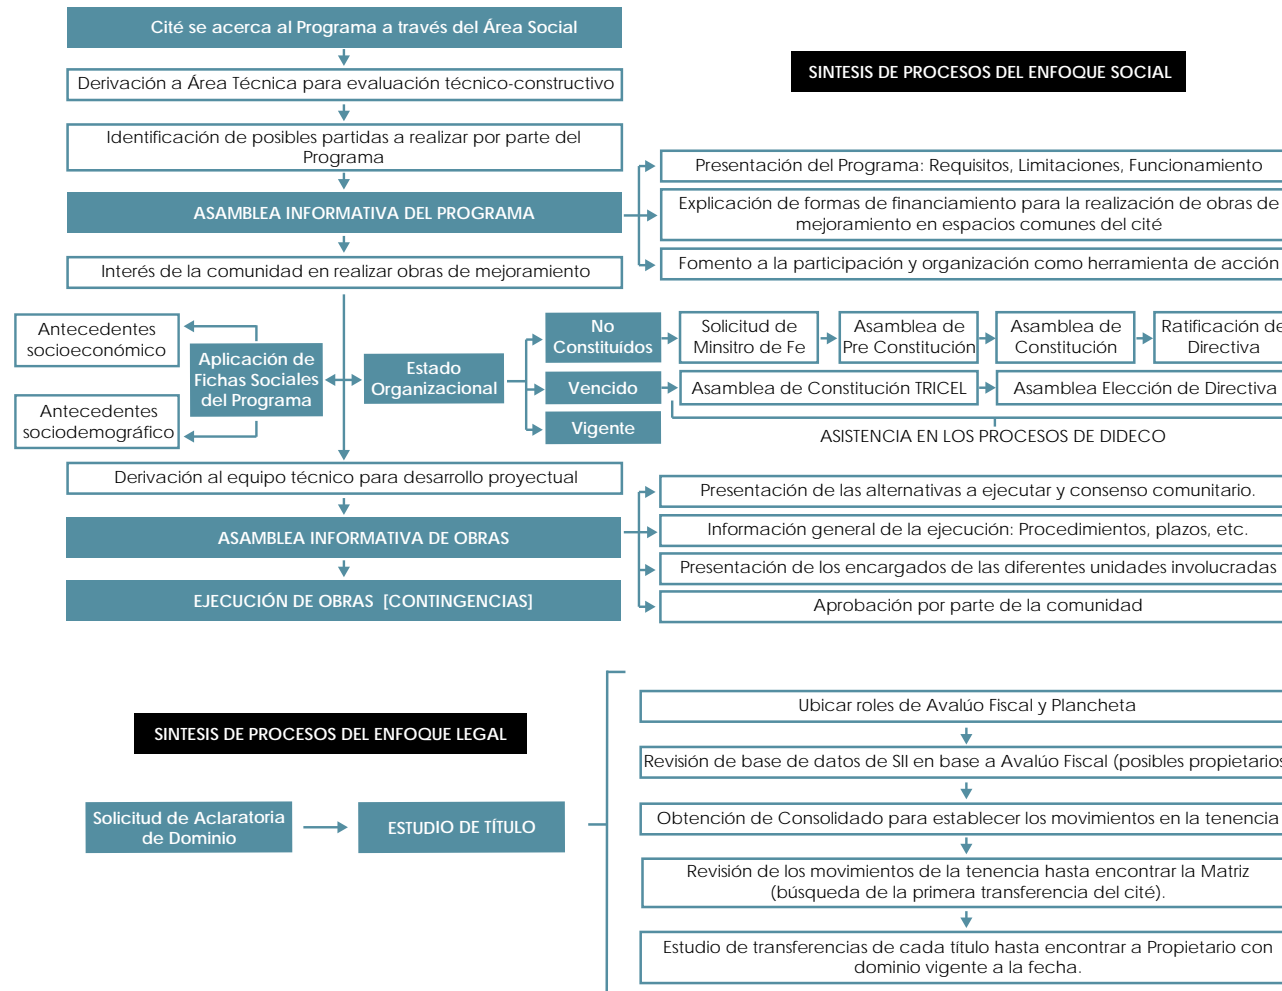 Cité se acerca al Programa a través del Área Social
Derivación a Área Técnica para evaluación técnico-constructivo
Identificación de posibles partidas a realizar por parte del
Programa
ASAMBLEA INFORMATIVA DEL PROGRAMA
Interés de la comunidad en realizar obras de mejoramiento
SINTESIS DE PROCESOS DEL ENFOQUE SOCIAL
Presentación del Programa: Requisitos, Limitaciones, Funcionamiento
Explicación de formas de financiamiento para la realización de obras de
mejoramiento en espacios comunes del cité
Fomento a la participación y organización como herramienta de acción
Antecedentes
socioeconómico
Antecedentes
sociodemográfico
Aplicación de
Fichas Sociales
del Programa
Estado
Organizacional
No
Constituídos
Solicitud de
Minsitro de Fe
Asamblea de
Pre Constitución
Asamblea de
Constitución
Ratificación de
Directiva
Vencido
Asamblea de Constitución TRICEL
Asamblea Elección de Directiva
Vigente
ASISTENCIA EN LOS PROCESOS DE DIDECO
Derivación al equipo técnico para desarrollo proyectual
ASAMBLEA INFORMATIVA DE OBRAS
EJECUCIÓN DE OBRAS [CONTINGENCIAS]
Presentación de las alternativas a ejecutar y consenso comunitario.
Información general de la ejecución: Procedimientos, plazos, etc.
Presentación de los encargados de las diferentes unidades involucradas
Aprobación por parte de la comunidad
SINTESIS DE PROCESOS DEL ENFOQUE LEGAL
Solicitud de Aclaratoria
de Dominio
ESTUDIO DE TÍTULO
Ubicar roles de Avalúo Fiscal y Plancheta
Revisión de base de datos de SII en base a Avalúo Fiscal (posibles propietarios
Obtención de Consolidado para establecer los movimientos en la tenencia
Revisión de los movimientos de la tenencia hasta encontrar la Matriz
(búsqueda de la primera transferencia del cité).
Estudio de transferencias de cada título hasta encontrar a Propietario con
dominio vigente a la fecha.